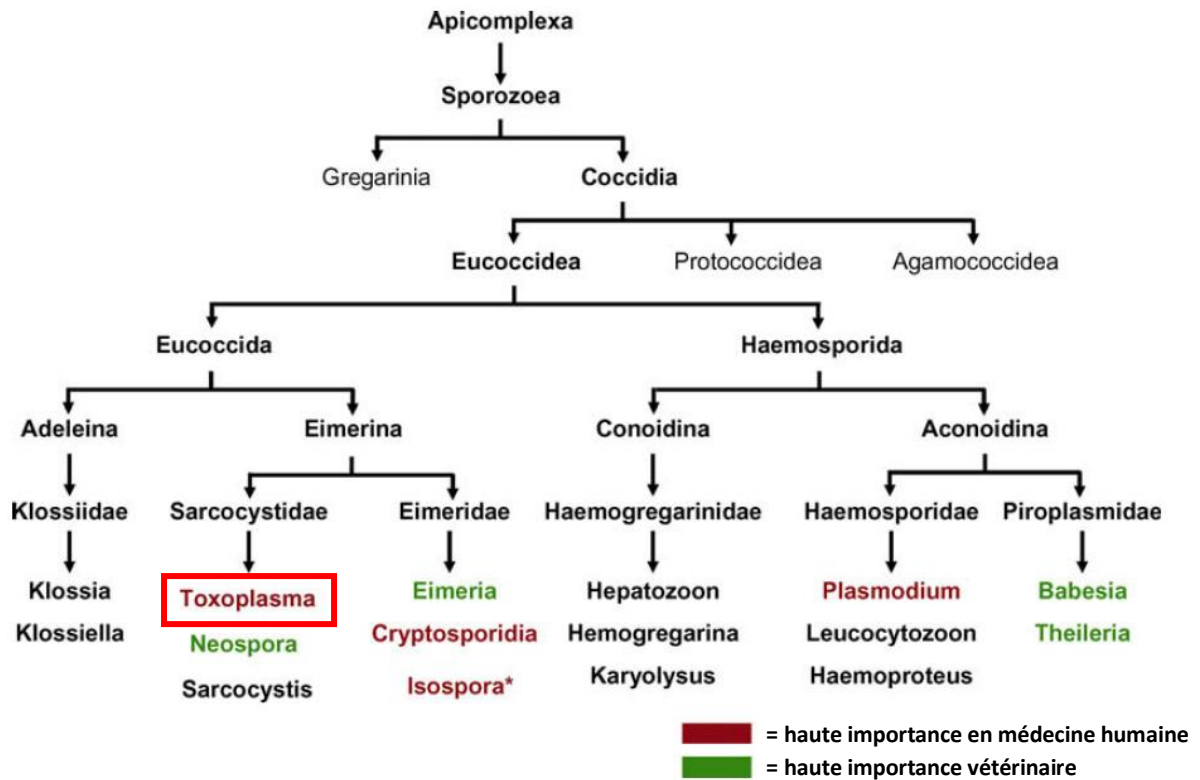 Apicomplexa
Sporozoea
Gregarinia Coccidia
Eucoccidea Protococcidea Agamococcidea
Eucoccida Haemosporida
Adeleina Eimerina Conoidina Aconoidina
Klossiidae Sarcocystidae Eimeridae Haemogregarinidae Haemosporidae Piroplasmidae
Klossia Toxoplasma Eimeria Hepatozoon Plasmodium Babesia
Klossiella Neospora Cryptosporidia Hemogregarina Leucocytozoon Theileria
Sarcocystis Isospora* Karyolysus Haemoproteus
= haute importance en médecine humaine
= haute importance vétérinaire